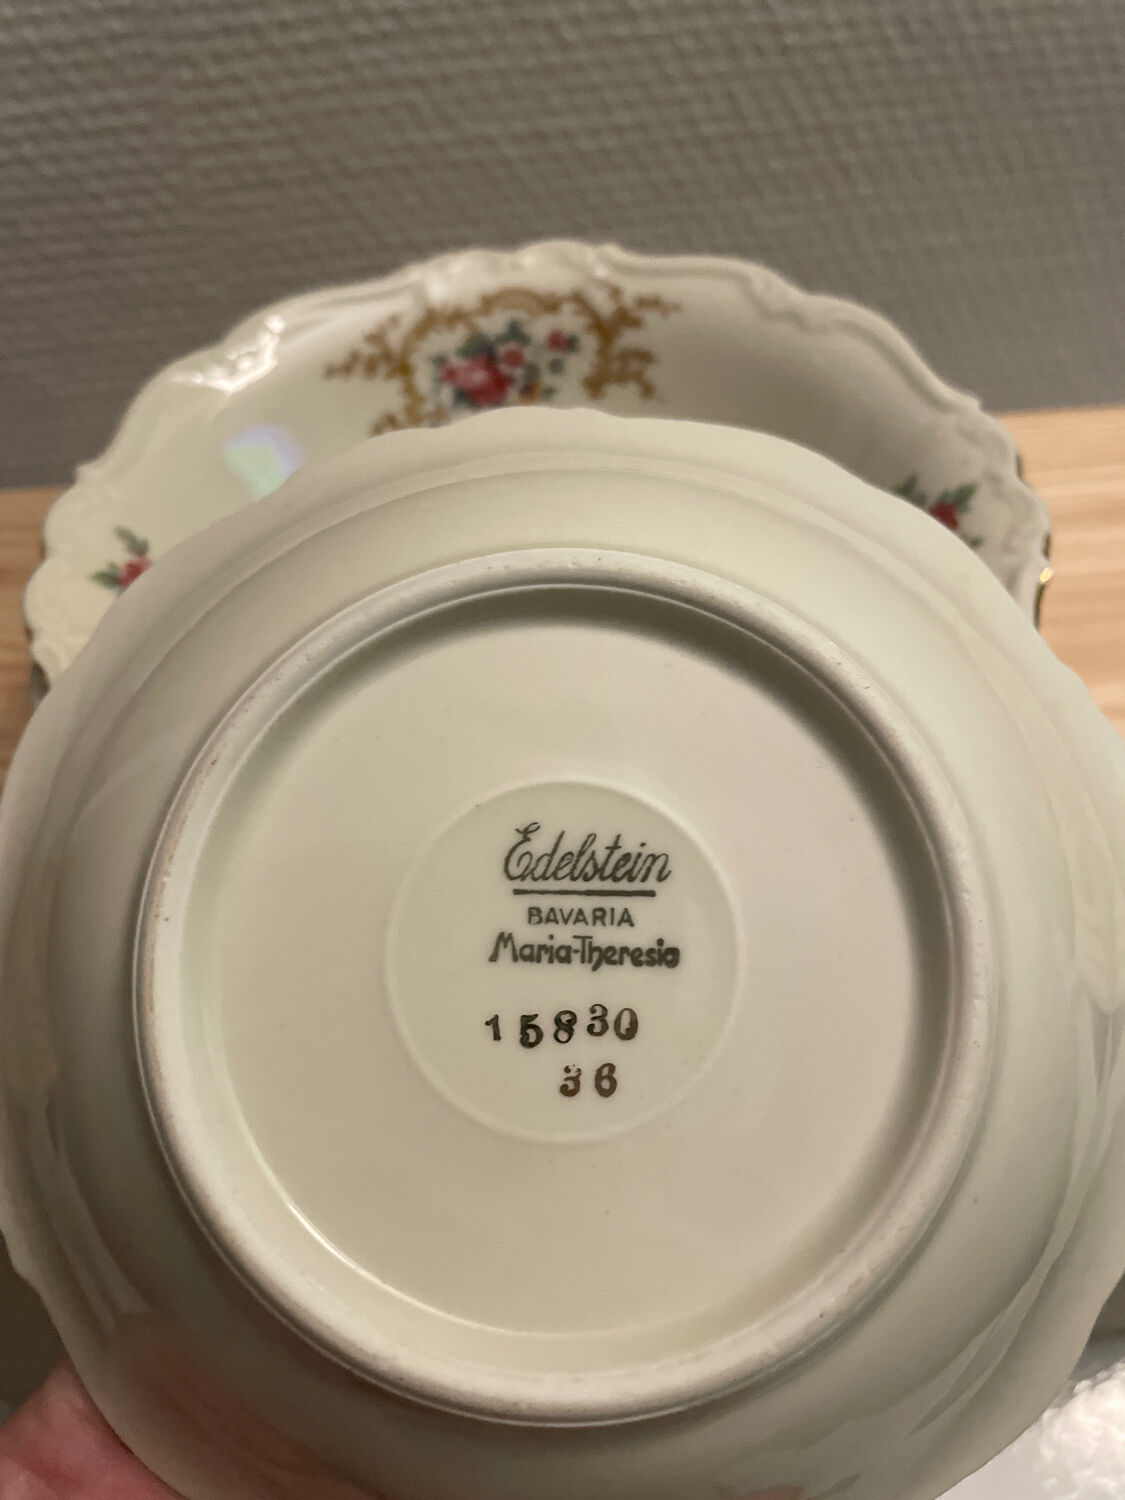 Edelstein
BAVARIA
Maria-Theresia
15830
36